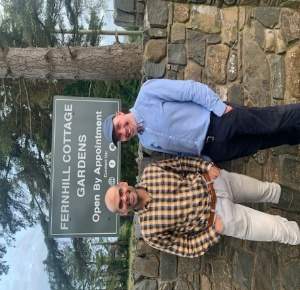 FERNHILL COTTAGE
GARDENS
Open By Appointment